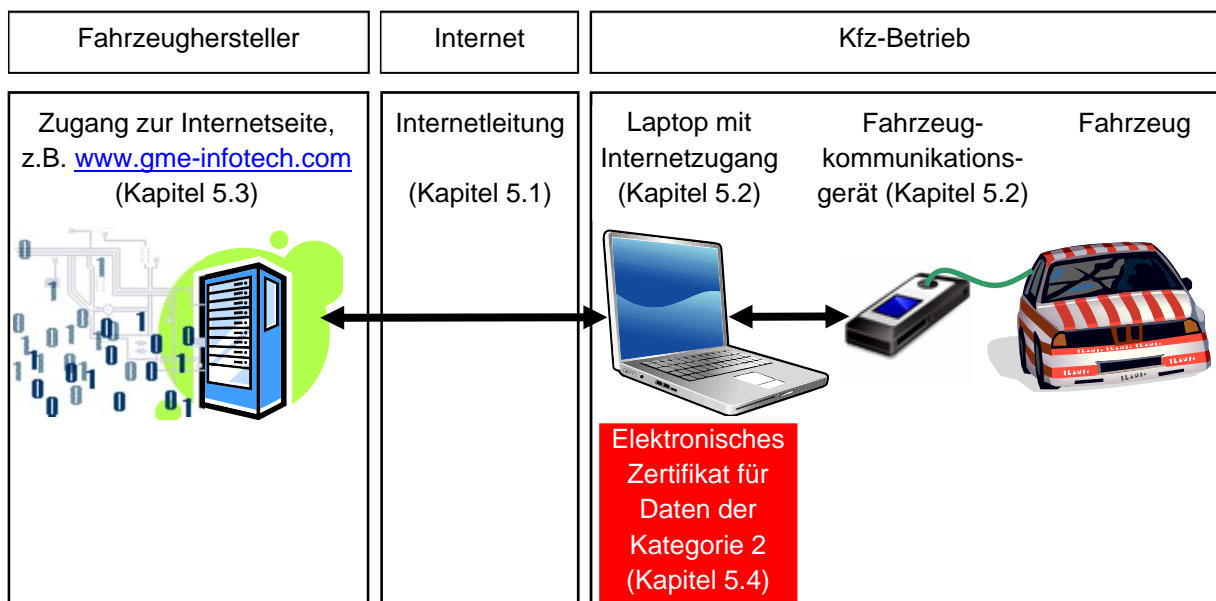 Fahrzeughersteller
Internet
Kfz-Betrieb
Zugang zur Internetseite,
z.B. www.gme-infotech.com
(Kapitel 5.3)
Internetleitung
(Kapitel 5.1)
Laptop mit
Internetzugang
(Kapitel 5.2)
Fahrzeug-
kommunikations-
gerät (Kapitel 5.2)
Fahrzeug
Elektronisches
Zertifikat für
Daten der
Kategorie 2
(Kapitel 5.4)